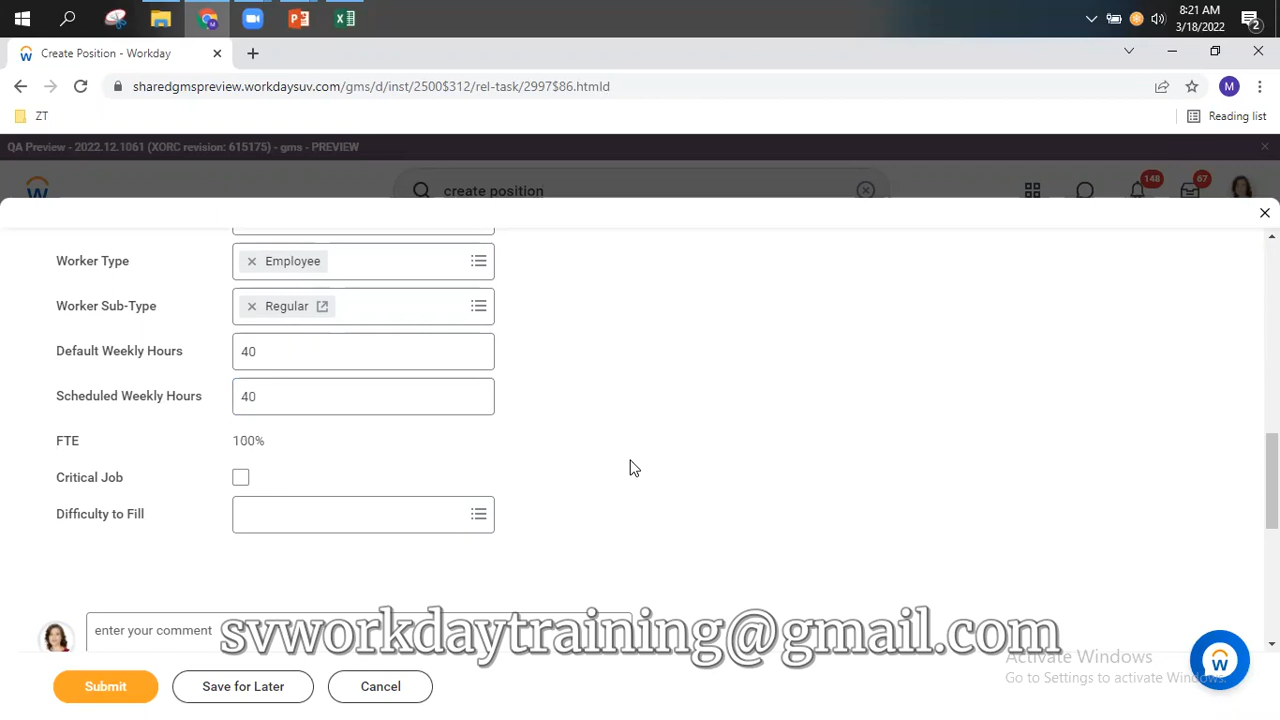 8:21 AM
3/18/2022
2
Create Position - Workday
sharedgmspreview.workdaysuv.com/gms/d/inst/2500$312/rel-task/2997$86.htmld
M
ZT
Reading list
QA Preview - 2022.12.1061 (XORC revision: 615175) - gms - PREVIEW
create position
148
67
Worker Type
Employee
Worker Sub-Type
Regular
Default Weekly Hours
40
Scheduled Weekly Hours
40
FTE
100%
Critical Job
Difficulty to Fill
enter your comment
svworkdaytraining@gmail.com
Activate Windows
Go to Settings to activate Windows.
Submit
Save for Later
Cancel